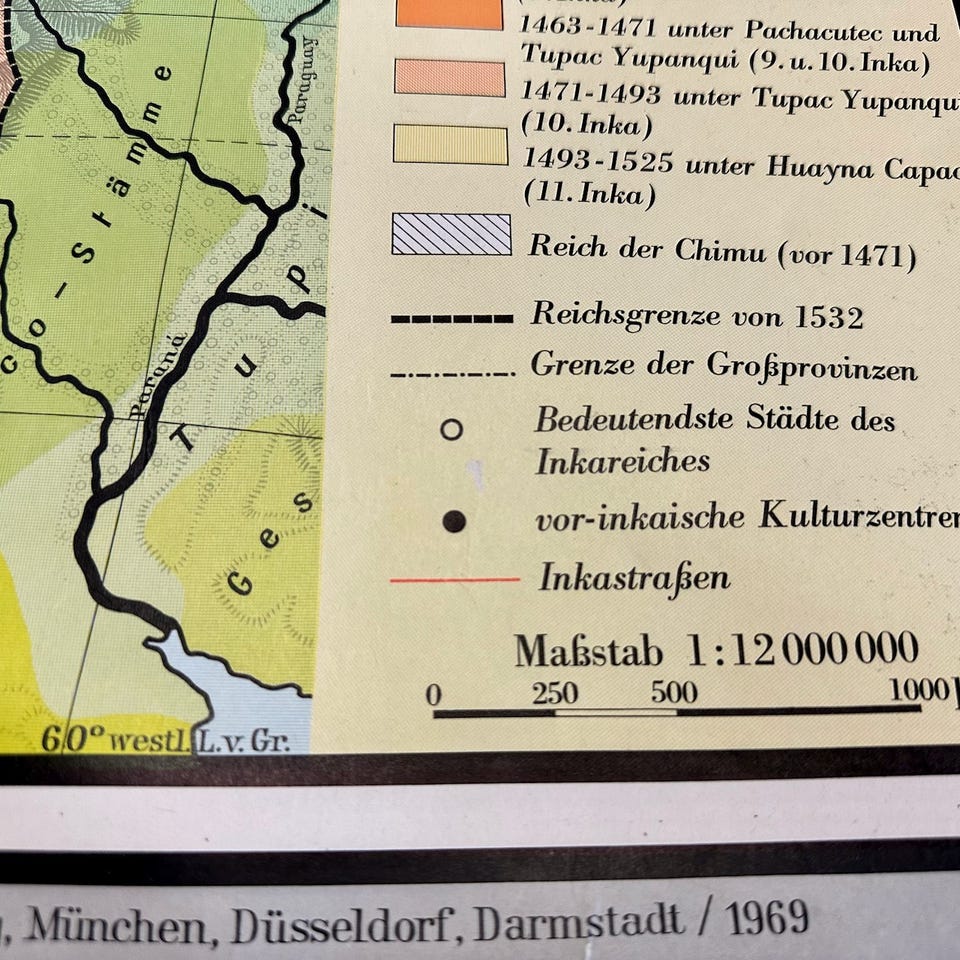 Paraguay
co-Stämme
Tupi
Paraná
Ges
60° westl.L.v.Gr.
1463-1471 unter Pachacutec und
Tupac Yupanqui (9.u.10.Inka)
1471-1493 unter Tupac Yupanqui
(10.Inka)
1493-1525 unter Huayna Capac
(11.Inka)
Reich der Chimu (vor 1471)
Reichsgrenze von 1532
Grenze der Großprovinzen
Bedeutendste Städte des
Inkareiches
vor-inkaische Kulturzentren
Inkastraßen
Maßstab 1:12 000 000
0 250 500 1000
, München, Düsseldorf, Darmstadt / 1969